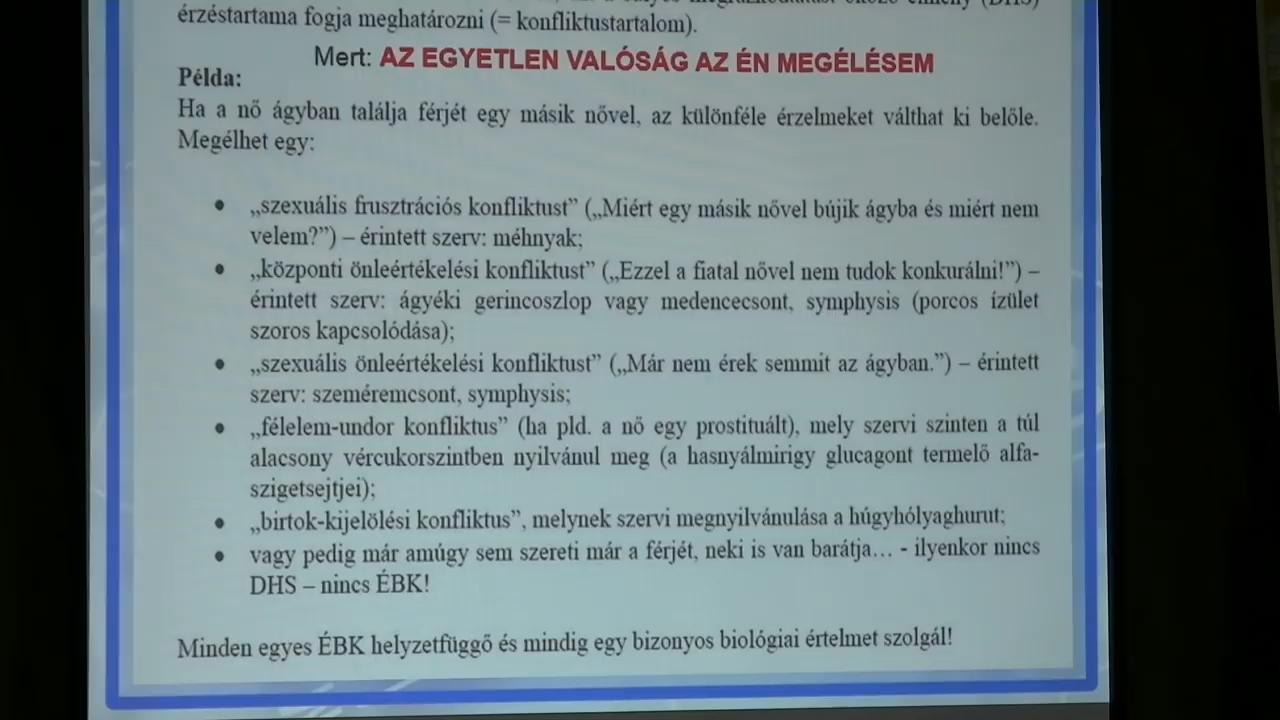 érzéstartama fogja meghatározni (= konfliktustartalom).
Mert: AZ EGYETLEN VALÓSÁG AZ ÉN MEGÉLÉSEM
Példa:
Ha a nő ágyban találja férjét egy másik nővel, az különféle érzelmeket válthat ki belőle.
Megélhet egy:
• „szexuális frusztrációs konfliktust” („Miért egy másik nővel bújik ágyba és miért nem
velem?”) – érintett szerv: méhnyak;
• „központi önleértékelési konfliktust” („Ezzel a fiatal nővel nem tudok konkurálni!”) –
érintett szerv: ágyéki gerincoszlop vagy medencecsont, symphysis (porcos ízület
szoros kapcsolódása);
• „szexuális önleértékelési konfliktust” („Már nem érek semmit az ágyban.”) – érintett
szerv: szeméremcsont, symphysis;
• „félelem-undor konfliktus” (ha pld. a nő egy prostituált), mely szervi szinten a túl
alacsony vércukorszintben nyilvánul meg (a hasnyálmirigy glucagont termelő alfa-
szigetsejtjei);
• „birtok-kijelölési konfliktus”, melynek szervi megnyilvánulása a húgyhólyaghurut;
• vagy pedig már amúgy sem szereti már a férjét, neki is van barátja… - ilyenkor nincs
DHS – nincs ÉBK!
Minden egyes ÉBK helyzetfüggő és mindig egy bizonyos biológiai értelmet szolgál!